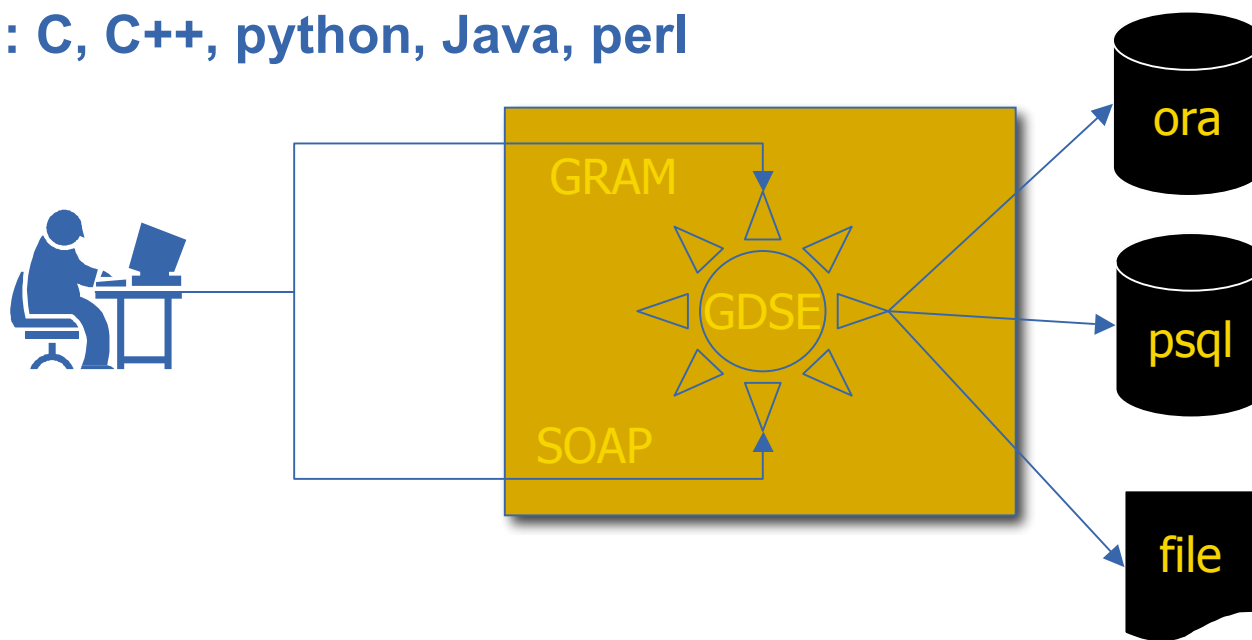 : C, C++, python, Java, perl
ora
GRAM
GDSE
psql
SOAP
file